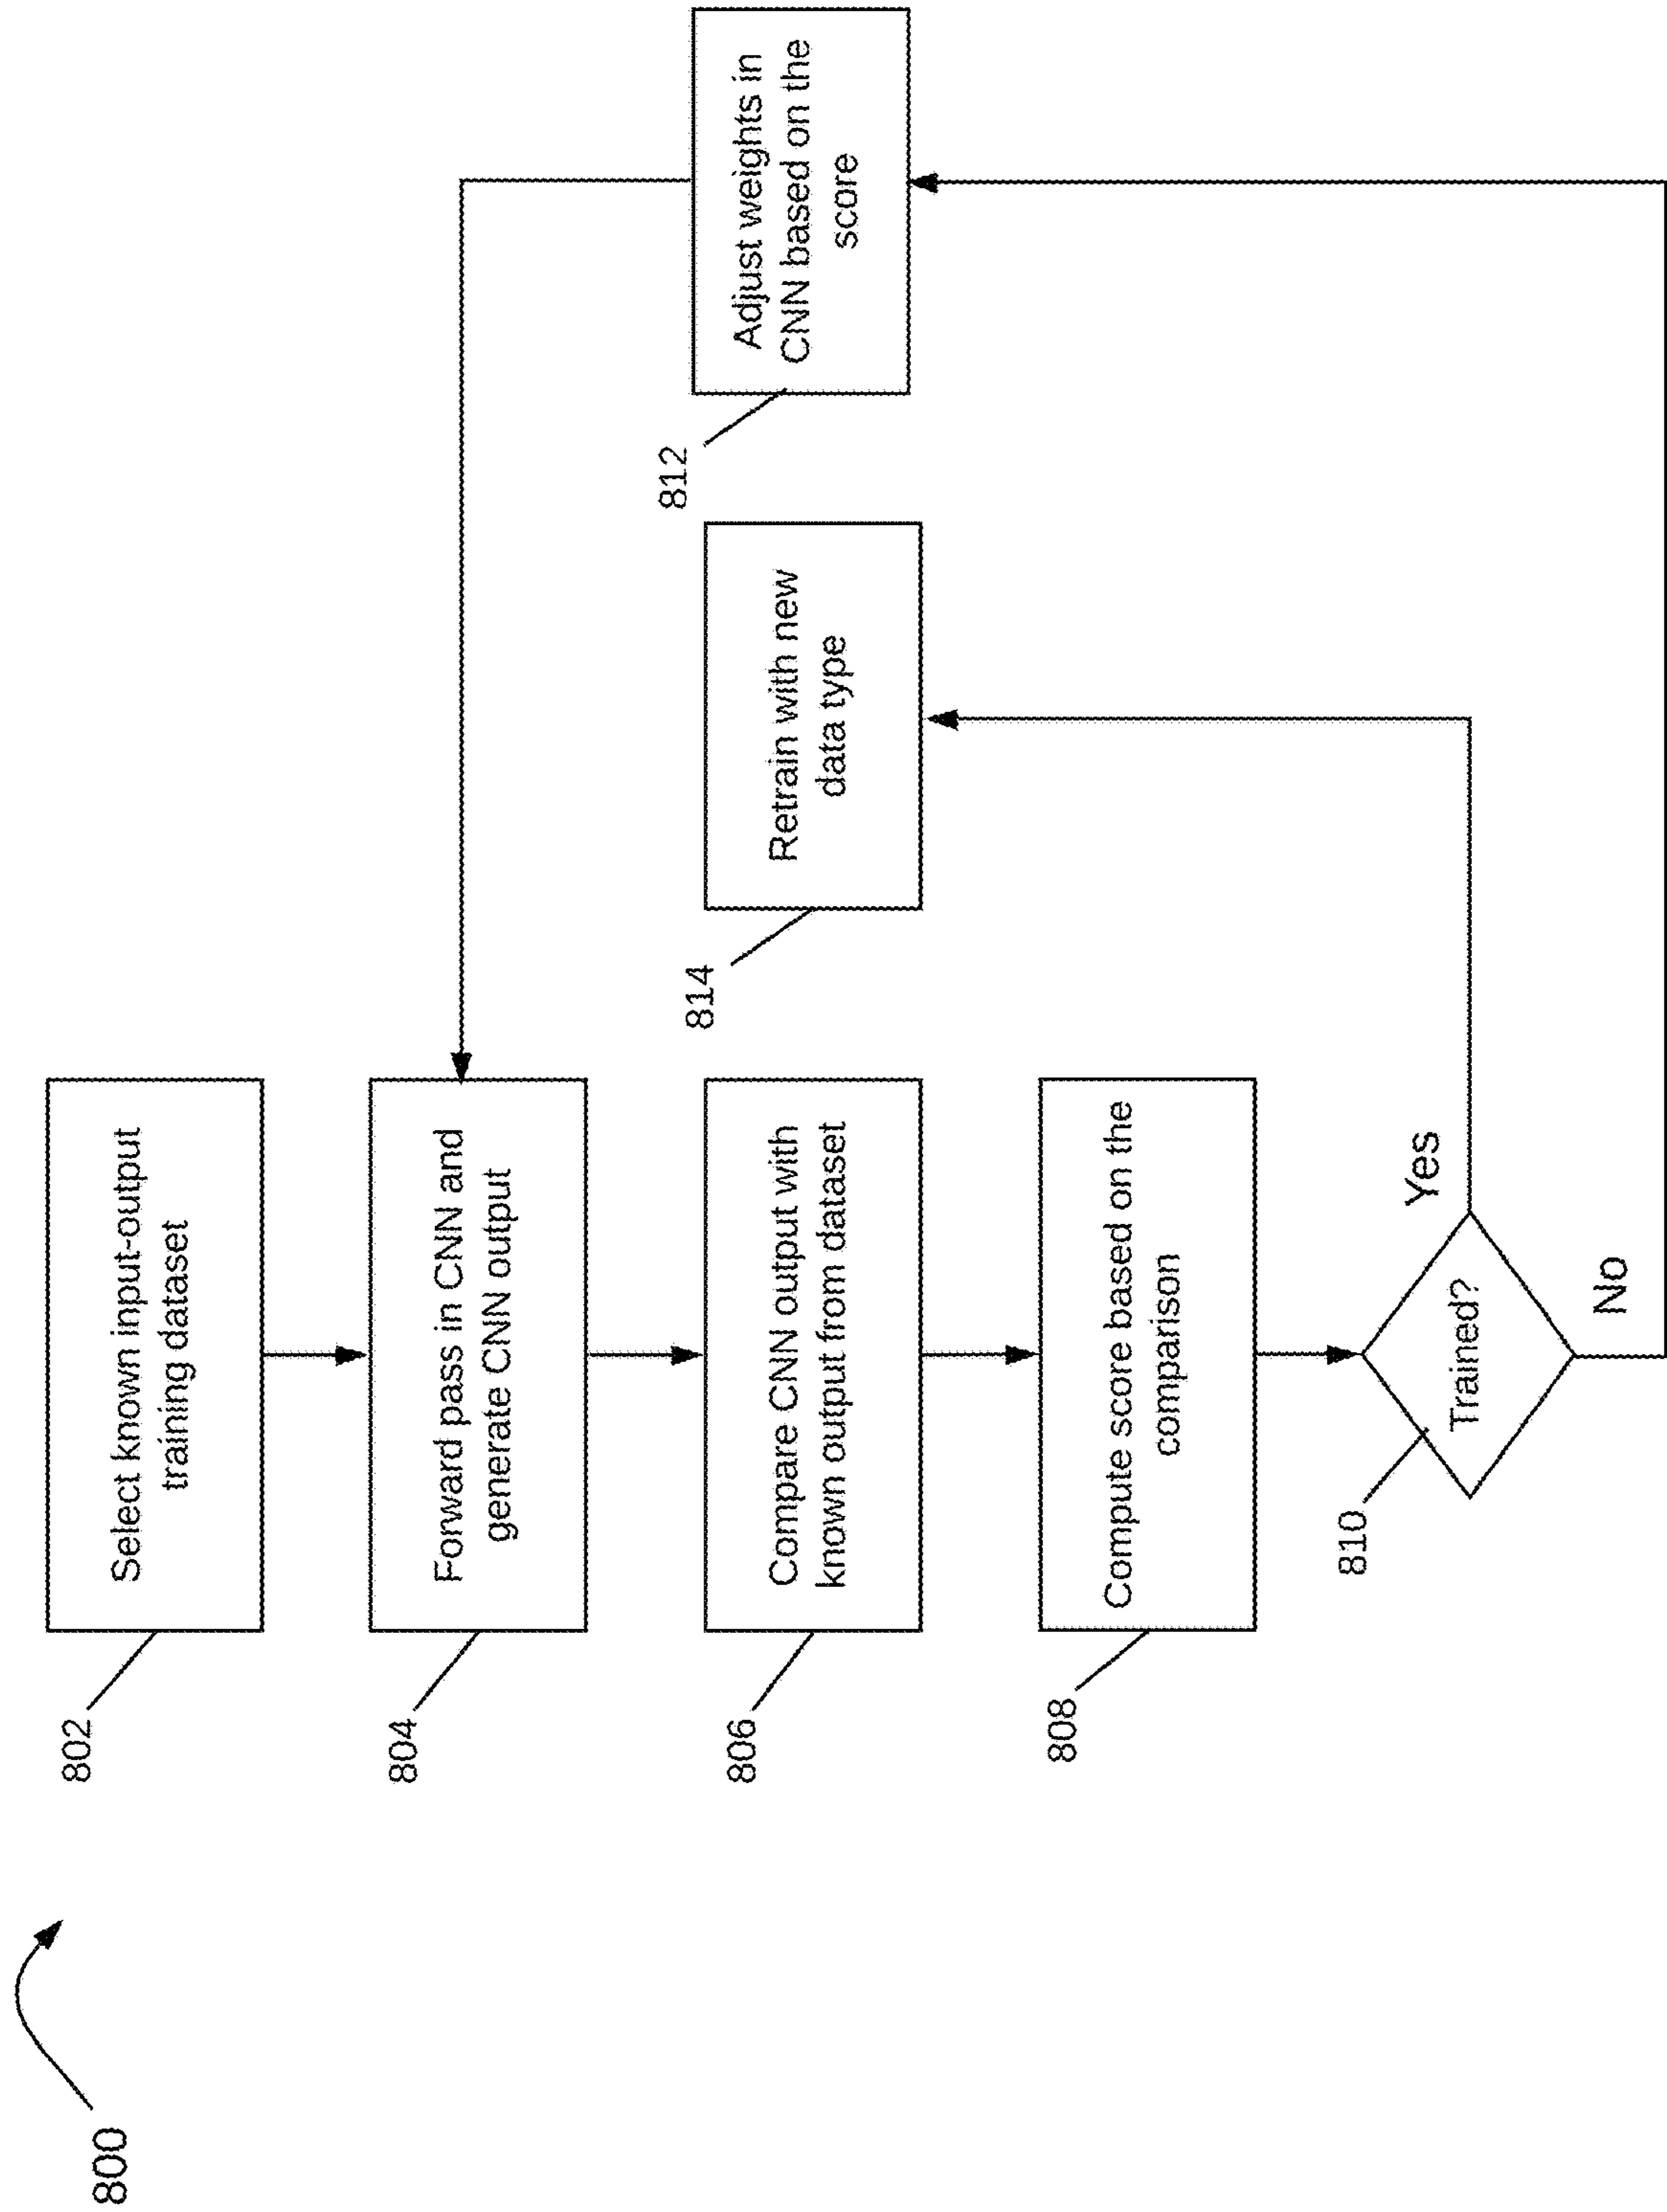 800
802
Select known input-output
training dataset
804
Forward pass in CNN and
generate CNN output
806
Compare CNN output with
known output from dataset
808
Compute score based on the
comparison
810
Trained?
Yes
No
814
Retrain with new
data type
812
Adjust weights in
CNN based on the
score